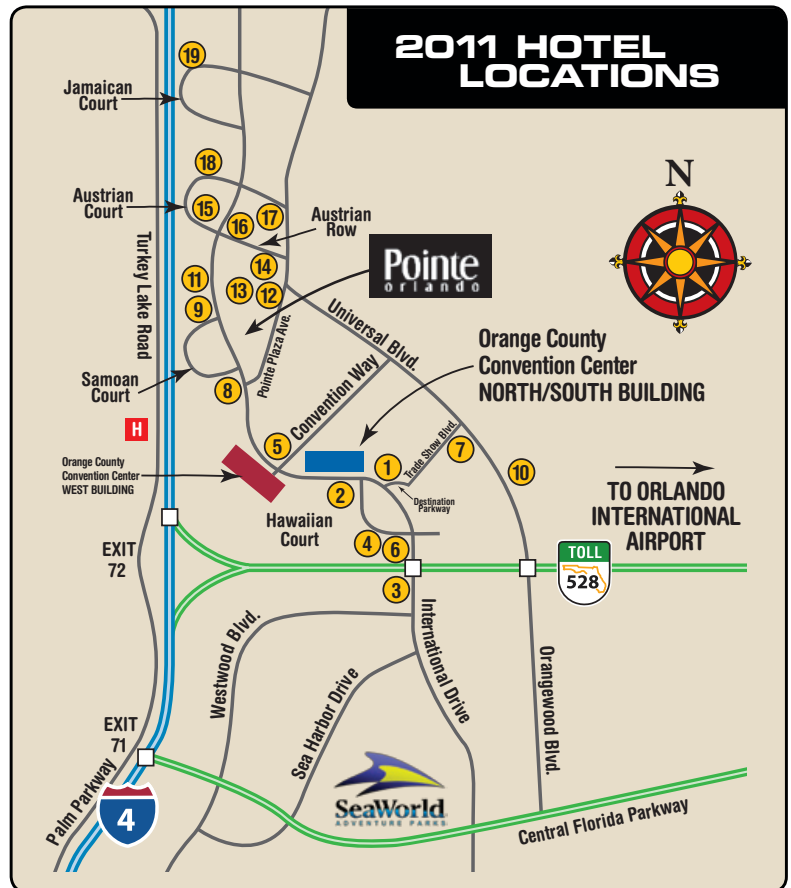 2011 HOTEL
LOCATIONS
19
Jamaican
Court
18
Austrian
Court
15
16
17
Austrian
Row
N
Turkey Lake Road
11
9
14
13
12
Pointe
orlando
Universal Blvd.
Pointe Plaza Ave.
Samoan
Court
8
Convention Way
Orange County
Convention Center
NORTH/SOUTH BUILDING
H
5
Orange County
Convention Center
WEST BUILDING
1
Trade Show Blvd.
7
10
2
Destination
Parkway
Hawaiian
Court
TO ORLANDO
INTERNATIONAL
AIRPORT
EXIT
72
4
6
3
TOLL
528
Westwood Blvd.
Sea Harbor Drive
International Drive
Orangewood Blvd.
EXIT
71
Palm Parkway
4
SeaWorld
ADVENTURE PARKS
Central Florida Parkway